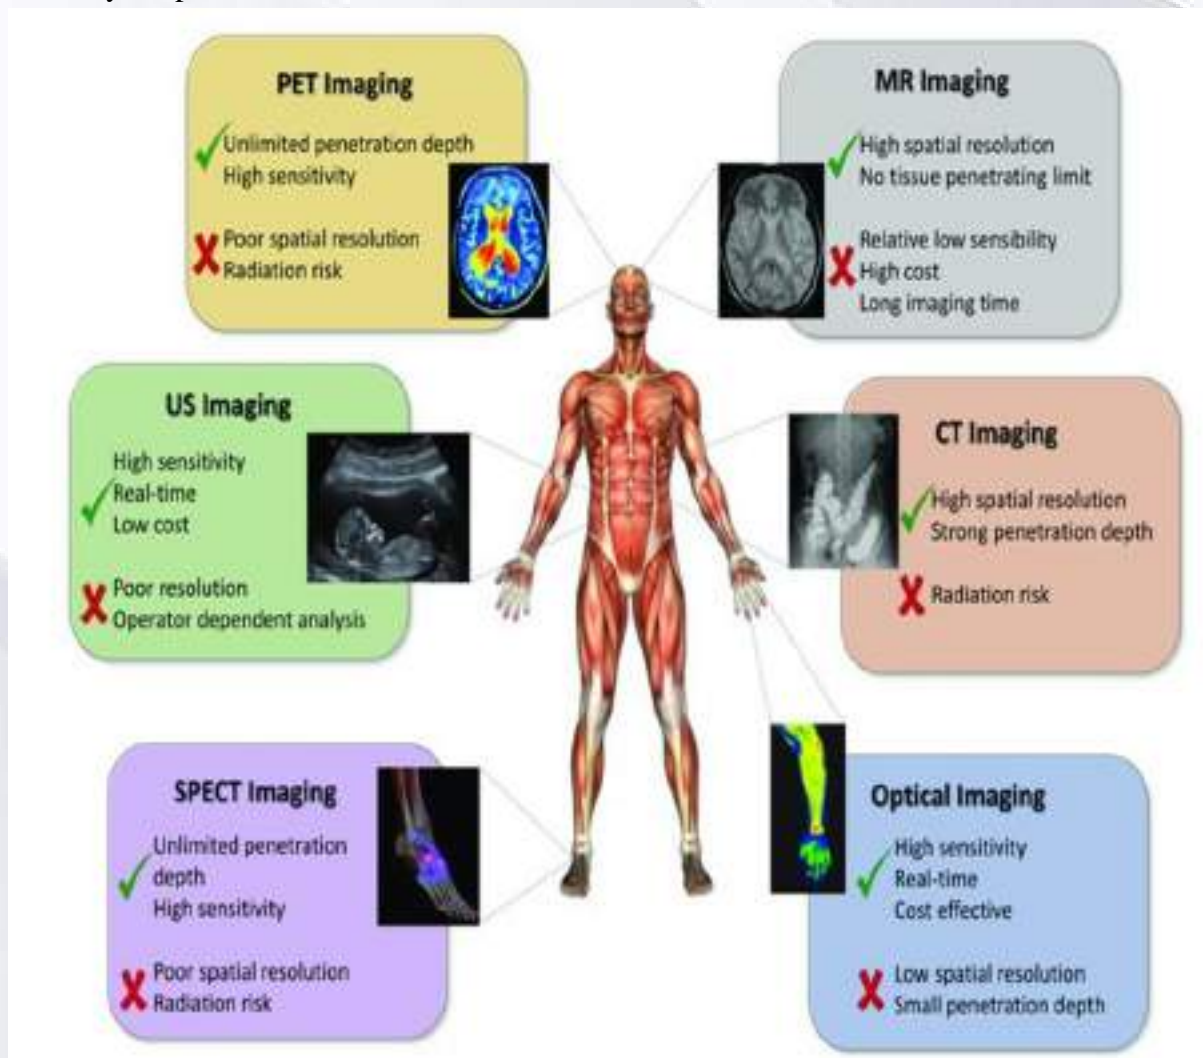 PET Imaging
Unlimited penetration depth
High sensitivity
Poor spatial resolution
Radiation risk
MR Imaging
High spatial resolution
No tissue penetrating limit
Relative low sensibility
High cost
Long imaging time
US Imaging
High sensitivity
Real-time
Low cost
Poor resolution
Operator dependent analysis
CT Imaging
High spatial resolution
Strong penetration depth
Radiation risk
SPECT Imaging
Unlimited penetration
depth
High sensitivity
Poor spatial resolution
Radiation risk
Optical Imaging
High sensitivity
Real-time
Cost effective
Low spatial resolution
Small penetration depth